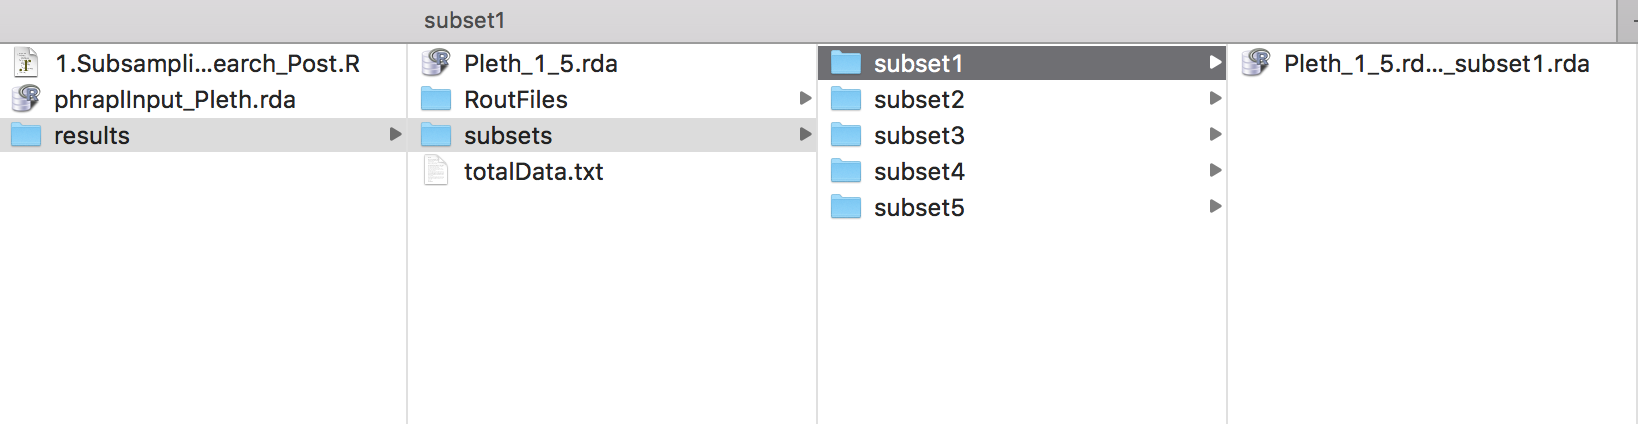 subset1
1.Subsampli...earch_Post.R
phraplInput_Pleth.rda
results
Pleth_1_5.rda
RoutFiles
subsets
totalData.txt
subset1
subset2
subset3
subset4
subset5
Pleth_1_5.rd..._subset1.rda